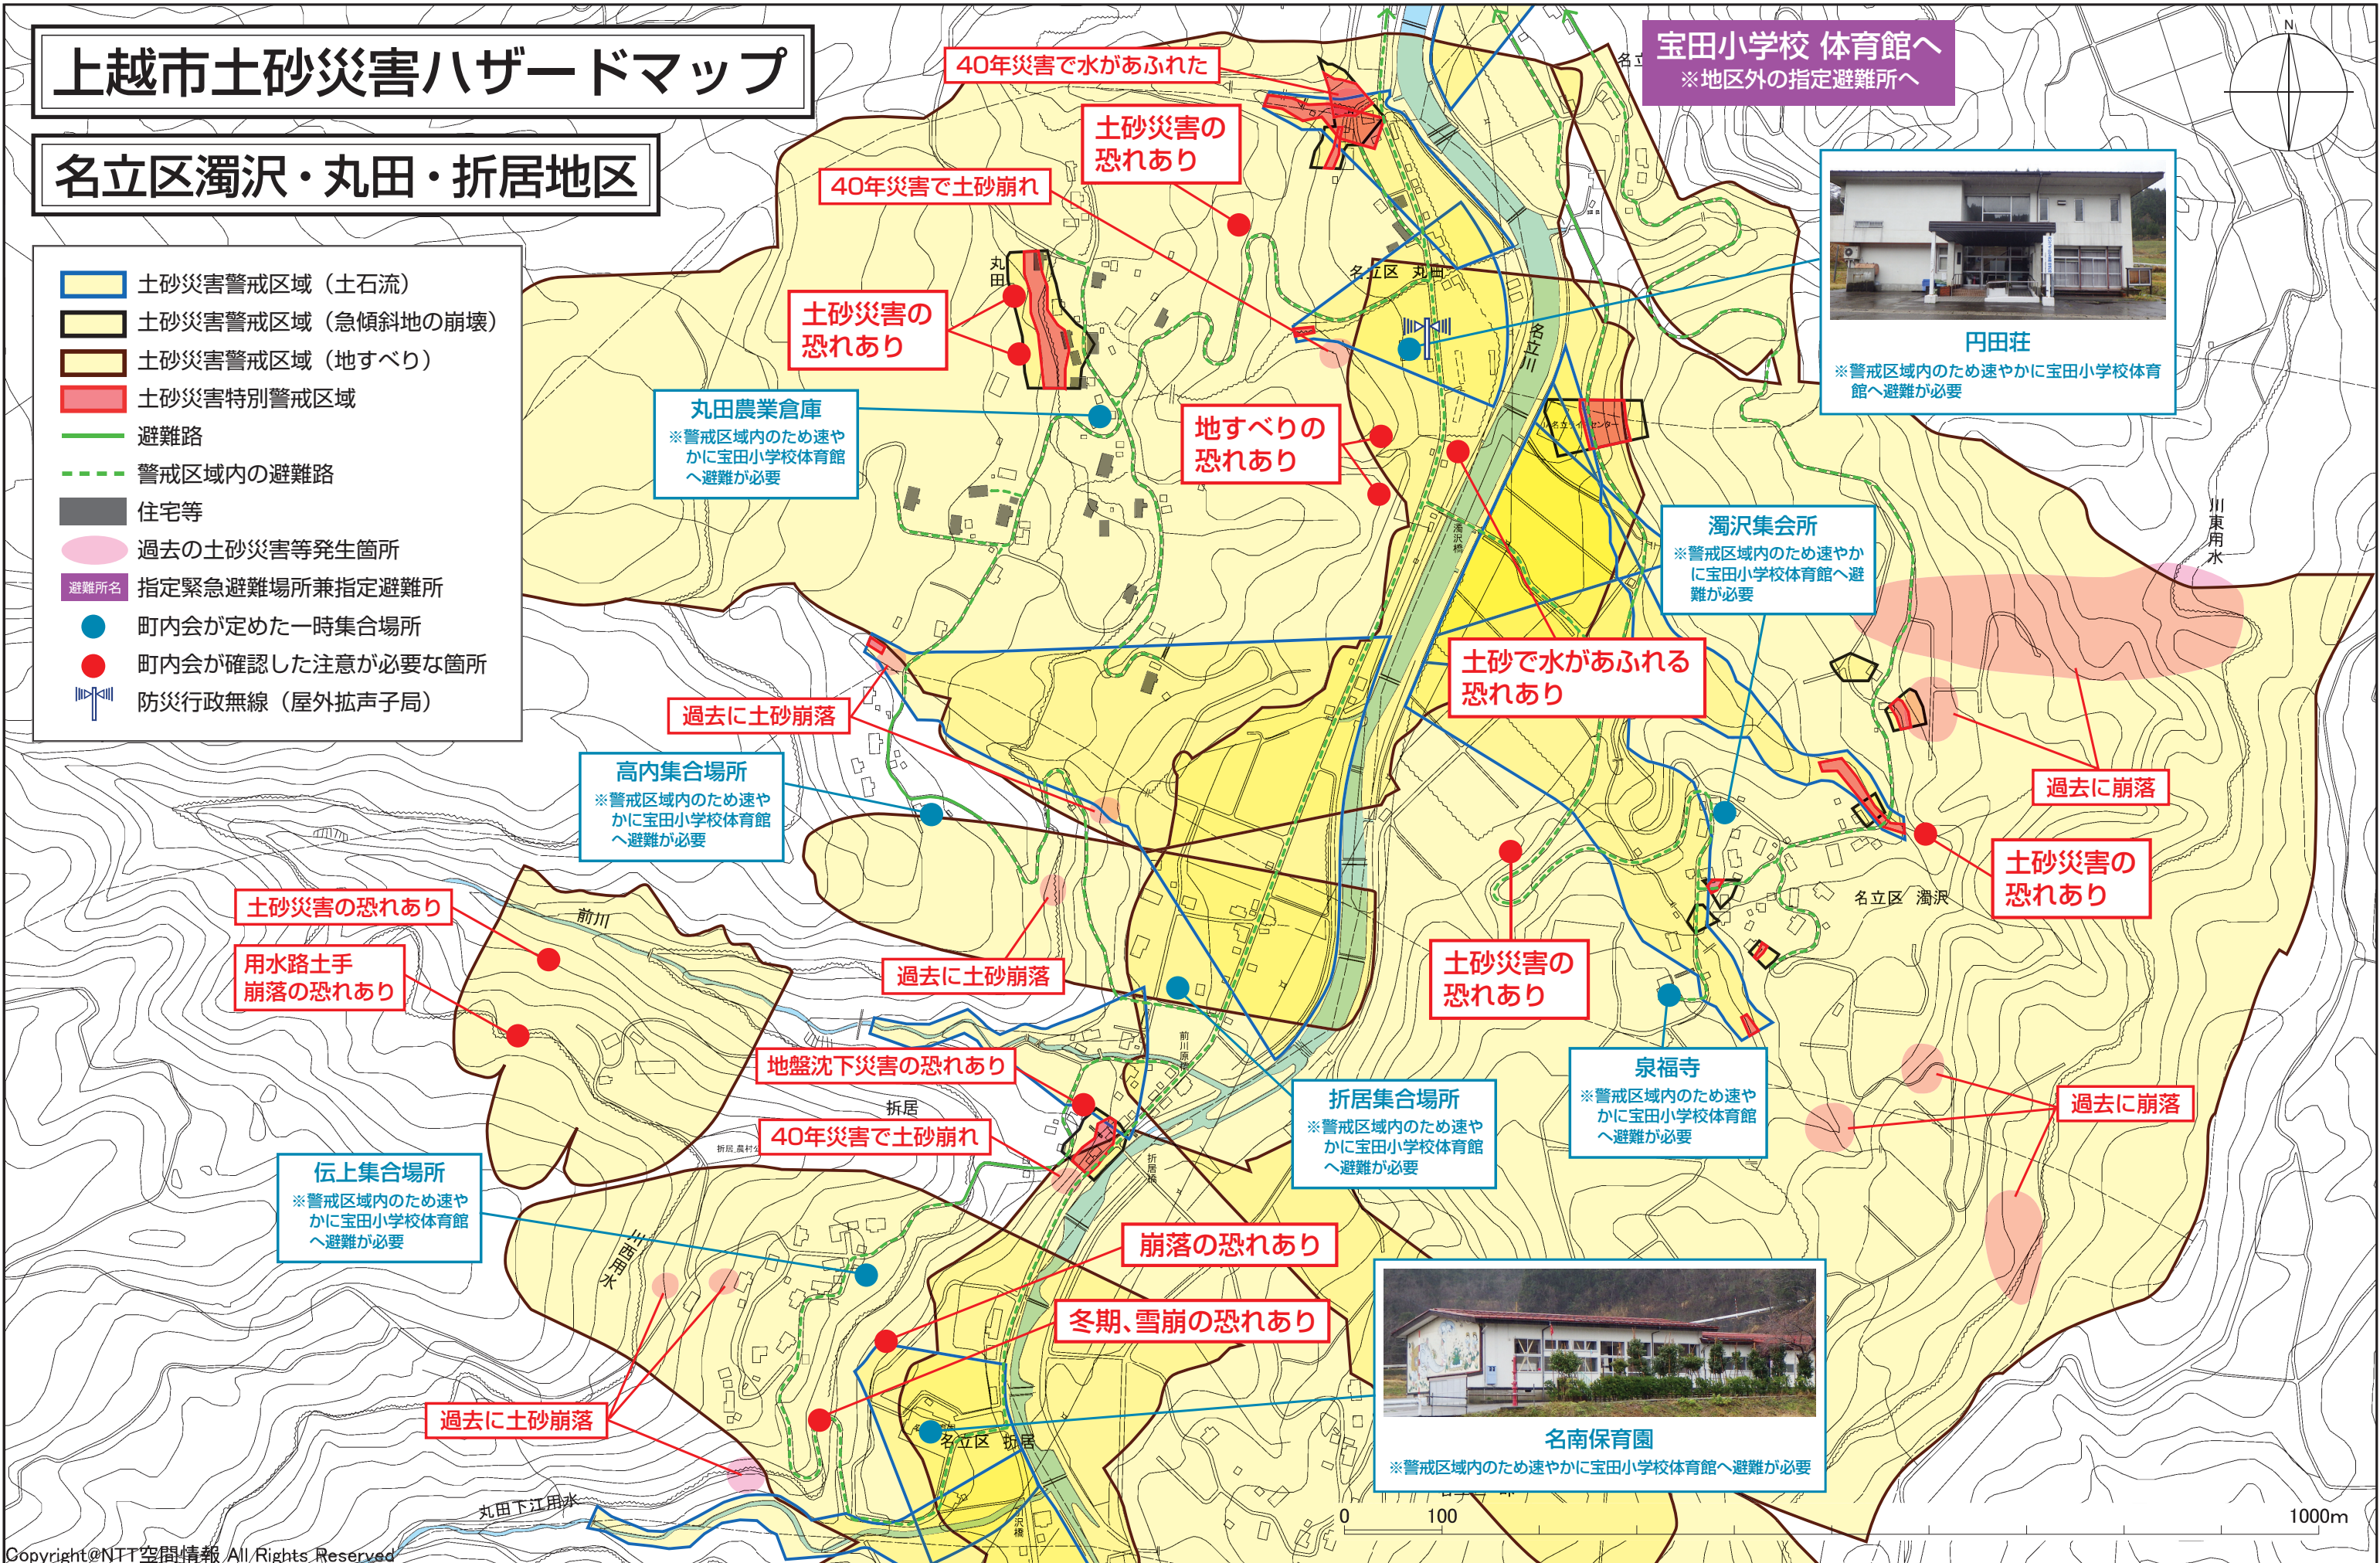 上越市土砂災害ハザードマップ
名立区濁沢・丸田・折居地区
土砂災害警戒区域（土石流）
土砂災害警戒区域（急傾斜地の崩壊）
土砂災害警戒区域（地すべり）
土砂災害特別警戒区域
避難路
警戒区域内の避難路
住宅等
過去の土砂災害等発生箇所
避難所名
指定緊急避難場所兼指定避難所
町内会が定めた一時集合場所
町内会が確認した注意が必要な箇所
防災行政無線（屋外拡声子局）
宝田小学校 体育館へ
※地区外の指定避難所へ
N
40年災害で水があふれた
土砂災害の
恐れあり
40年災害で土砂崩れ
丸田
土砂災害の
恐れあり
名立区 丸田
名立川
円田荘
※警戒区域内のため速やかに宝田小学校体育
館へ避難が必要
丸田農業倉庫
※警戒区域内のため速や
かに宝田小学校体育館
へ避難が必要
地すべりの
恐れあり
濁沢橋
濁沢集会所
※警戒区域内のため速やか
に宝田小学校体育館へ避
難が必要
川東用水
土砂で水があふれる
恐れあり
過去に土砂崩落
高内集合場所
※警戒区域内のため速や
かに宝田小学校体育館
へ避難が必要
過去に崩落
土砂災害の
恐れあり
名立区 濁沢
土砂災害の恐れあり
前川
用水路土手
崩落の恐れあり
過去に土砂崩落
土砂災害の
恐れあり
前川原橋
地盤沈下災害の恐れあり
折居
40年災害で土砂崩れ
折居橋
折居集合場所
※警戒区域内のため速や
かに宝田小学校体育館
へ避難が必要
泉福寺
※警戒区域内のため速や
かに宝田小学校体育館
へ避難が必要
過去に崩落
伝上集合場所
※警戒区域内のため速や
かに宝田小学校体育館
へ避難が必要
川西用水
崩落の恐れあり
冬期、雪崩の恐れあり
過去に土砂崩落
名立区 折居
名南保育園
※警戒区域内のため速やかに宝田小学校体育館へ避難が必要
丸田下江用水
0
100
1000m
Copyright@NTT空間情報 All Rights Reserved